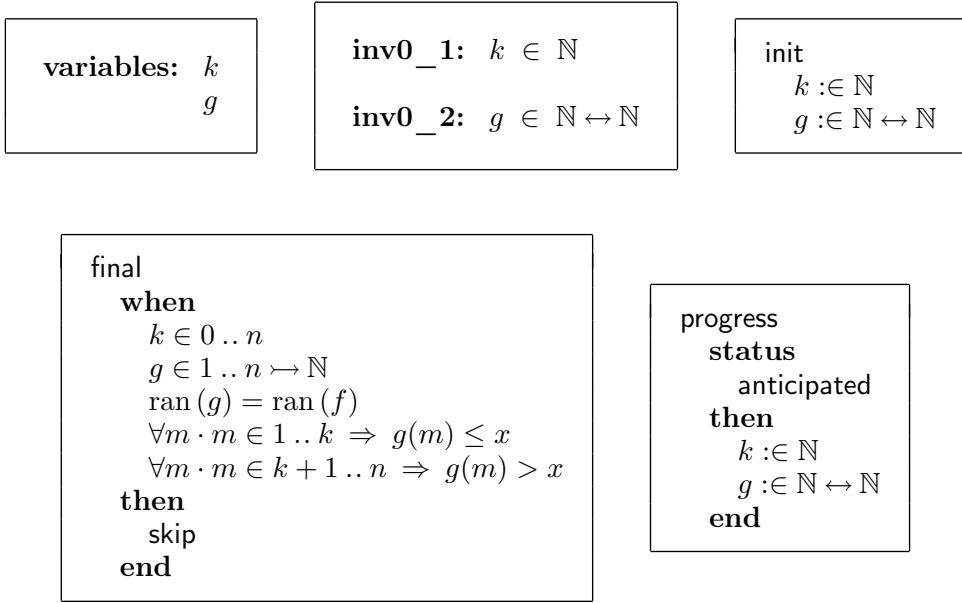 variables: k
g
inv0_1: k ∈ ℕ
inv0_2: g ∈ ℕ ↔ ℕ
init
k :∈ ℕ
g :∈ ℕ ↔ ℕ
final
when
k ∈ 0 .. n
g ∈ 1 .. n ↣ ℕ
ran (g) = ran (f)
∀m · m ∈ 1 .. k ⇒ g(m) ≤ x
∀m · m ∈ k + 1 .. n ⇒ g(m) > x
then
skip
end
progress
status
anticipated
then
k :∈ ℕ
g :∈ ℕ ↔ ℕ
end